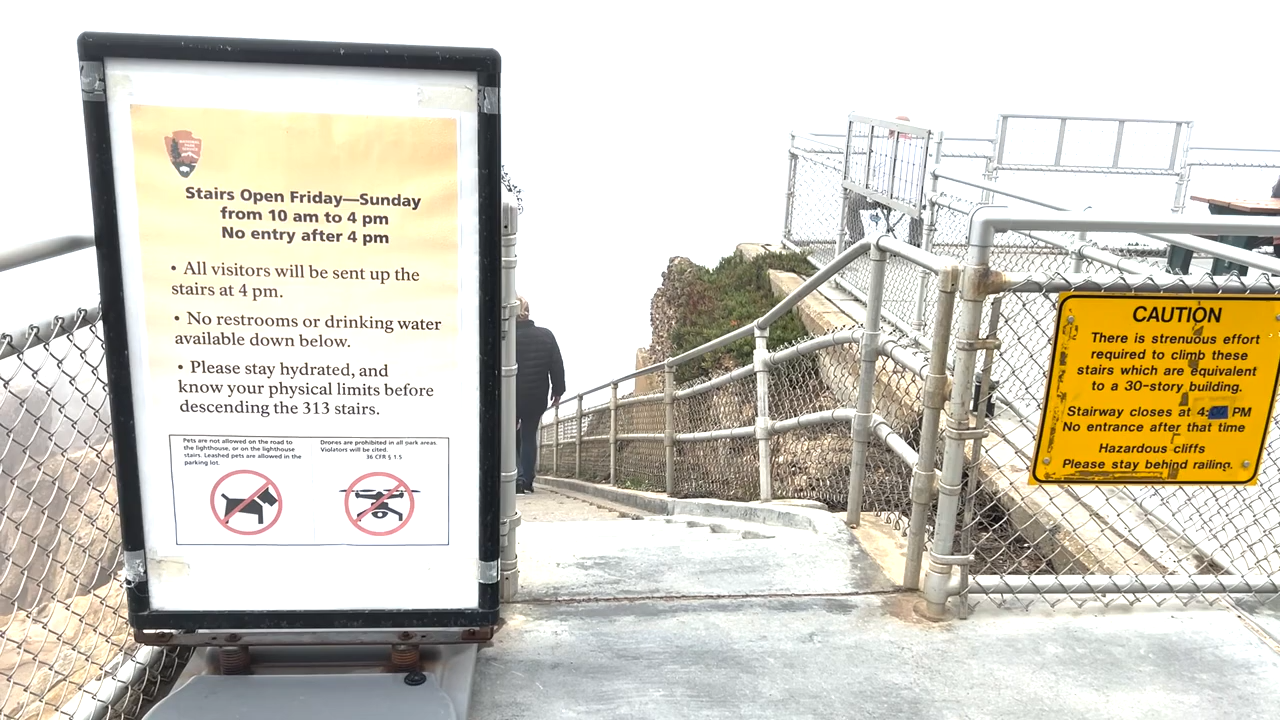 Stairs Open Friday—Sunday
from 10 am to 4 pm
No entry after 4 pm
• All visitors will be sent up the
stairs at 4 pm.
• No restrooms or drinking water
available down below.
• Please stay hydrated, and
know your physical limits before
descending the 313 stairs.
Pets are not allowed on the road to
the lighthouse, or on the lighthouse
stairs. Leashed pets are allowed in the
parking lot.
Drones are prohibited in all park areas.
Violators will be cited.
36 CFR § 1.5
CAUTION
There is strenuous effort
required to climb these
stairs which are equivalent
to a 30-story building.
Stairway closes at 4:00 PM
No entrance after that time
Hazardous cliffs
Please stay behind railing.